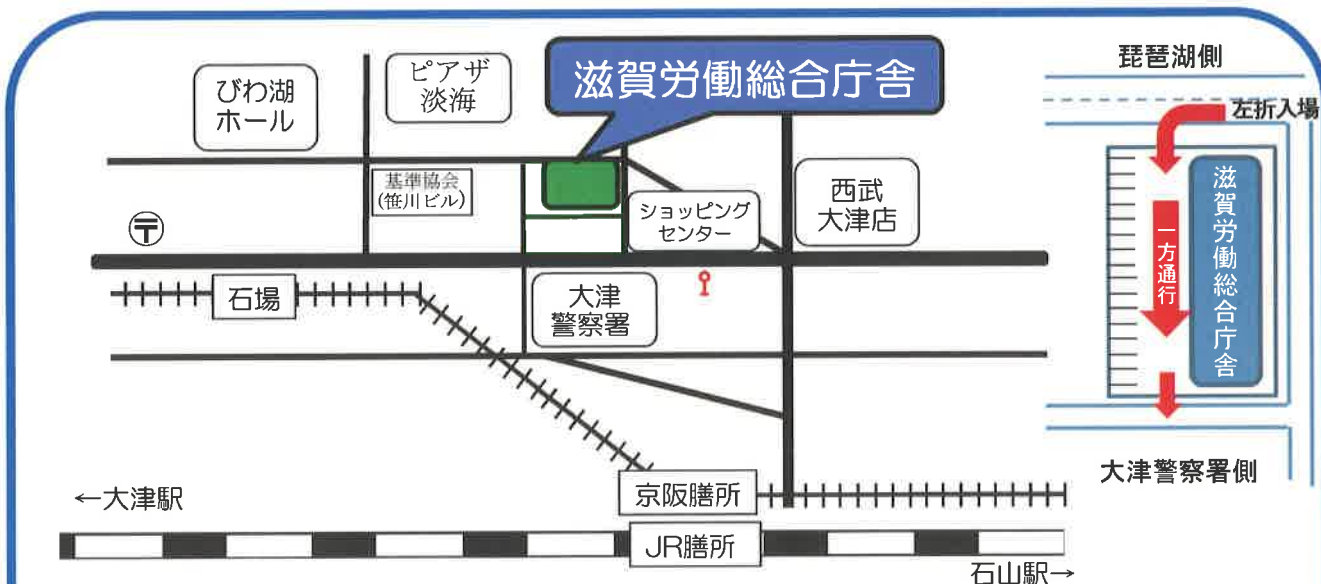 滋賀労働総合庁舎
びわ湖
ホール
ピアザ
淡海
基準協会
(笹川ビル)
ショッピング
センター
西武
大津店
〒
石場
大津
警察署
京阪膳所
←大津駅
JR膳所
石山駅→
琵琶湖側
左折入場
一方通行
滋賀労働総合庁舎
大津警察署側